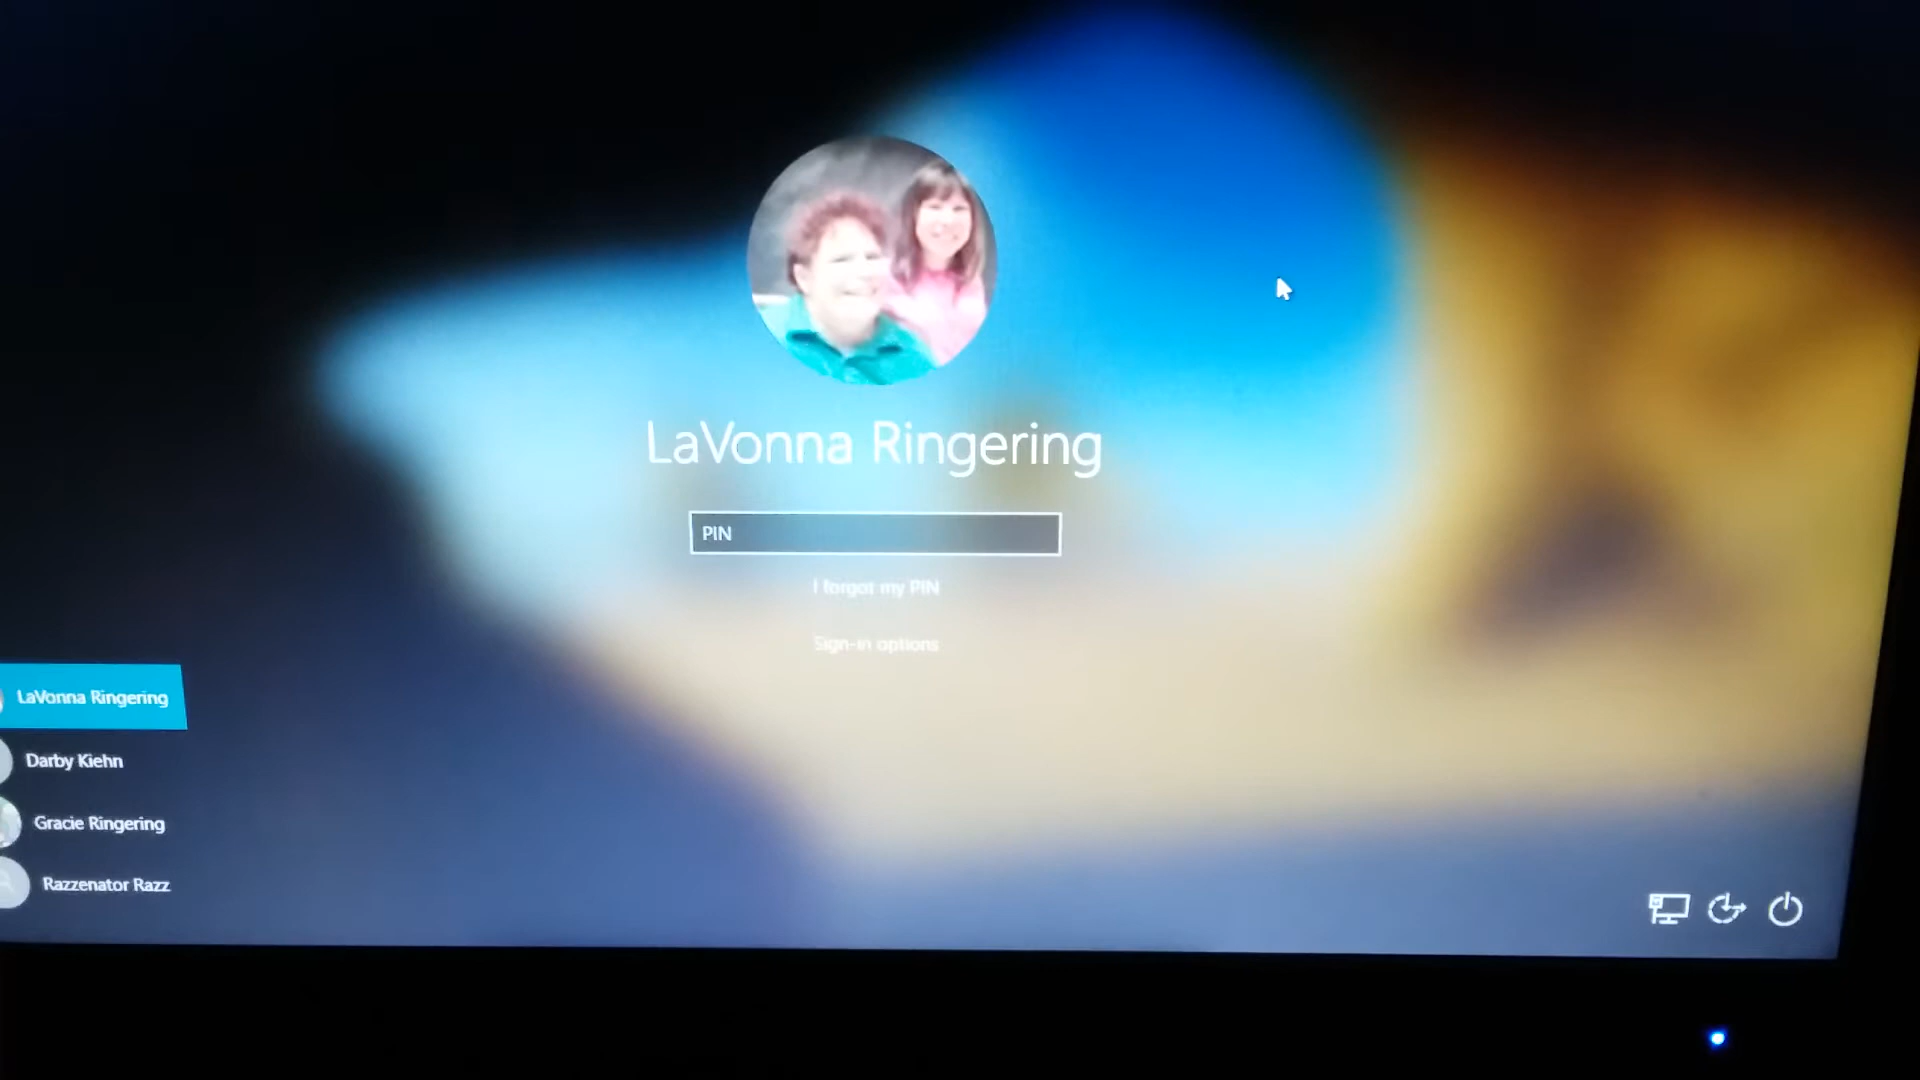 LaVonna Ringering
PIN
I forgot my PIN
Sign-in options
LaVonna Ringering
Darby Kiehn
Gracie Ringering
Razzenator Razz